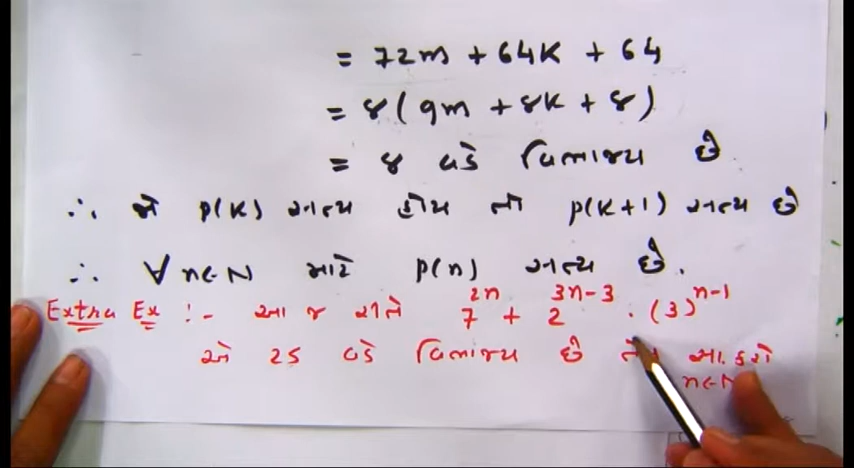 = 72m + 64k + 64
= 8(9m + 8k + 8)
= 8 વડે વિભાજ્ય છે.
∴ જો p(k) સત્ય હોય તો p(k+1) સત્ય છે
∴ ∀ n∈N માટે p(n) સત્ય છે.
Extra Ex :- આ જ રીતે 7^{2n} + 2^{3n-3} · (3)^{n-1}
એ 25 વડે વિભાજ્ય છે સા. કરો
n∈N